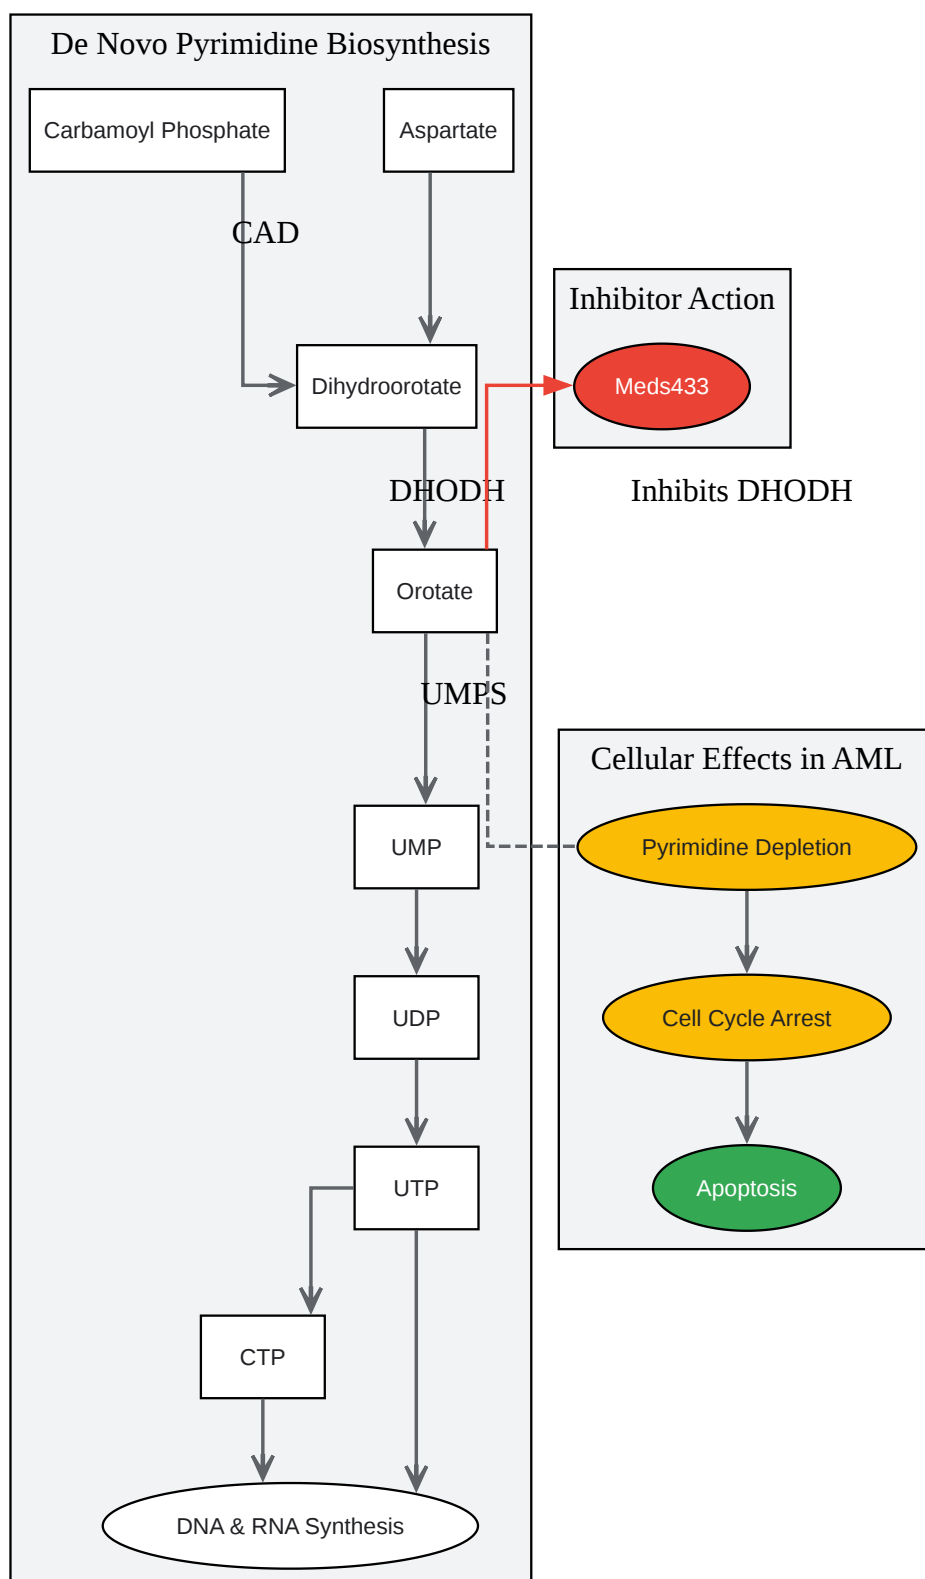 De Novo Pyrimidine Biosynthesis
Carbamoyl Phosphate
Aspartate
CAD
Inhibitor Action
Dihydroorotate
Meds433
DHODH
Inhibits DHODH
Orotate
UMPS
Cellular Effects in AML
UMP
Pyrimidine Depletion
UDP
Cell Cycle Arrest
UTP
Apoptosis
CTP
DNA & RNA Synthesis